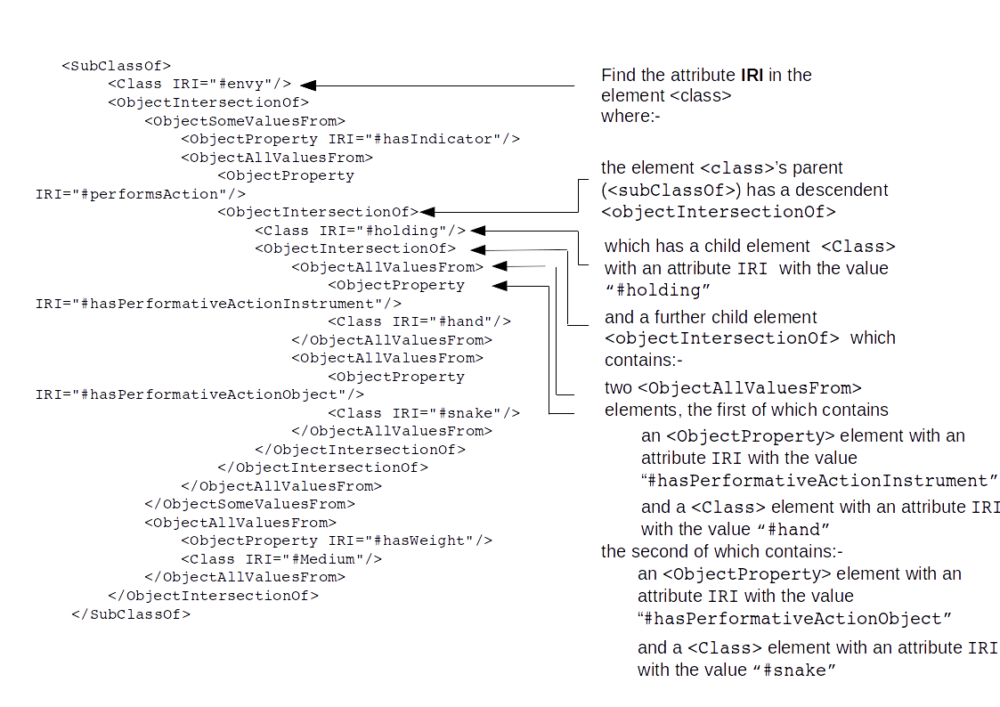 <SubClassOf>
<Class IRI="#envy"/>
<ObjectIntersectionOf>
<ObjectSomeValuesFrom>
<ObjectProperty IRI="#hasIndicator"/>
<ObjectAllValuesFrom>
<ObjectProperty
IRI="#performsAction"/>
<ObjectIntersectionOf>
<Class IRI="#holding"/>
<ObjectIntersectionOf>
<ObjectAllValuesFrom>
<ObjectProperty
IRI="#hasPerformativeActionInstrument"/>
<Class IRI="#hand"/>
</ObjectAllValuesFrom>
<ObjectAllValuesFrom>
<ObjectProperty
IRI="#hasPerformativeActionObject"/>
<Class IRI="#snake"/>
</ObjectAllValuesFrom>
</ObjectIntersectionOf>
</ObjectIntersectionOf>
</ObjectAllValuesFrom>
</ObjectSomeValuesFrom>
<ObjectAllValuesFrom>
<ObjectProperty IRI="#hasWeight"/>
<Class IRI="#Medium"/>
</ObjectAllValuesFrom>
</ObjectIntersectionOf>
</SubClassOf>
Find the attribute IRI in the
element <class>
where:-
the element <class>’s parent
(<subClassOf>) has a descendent
<objectIntersectionOf>
which has a child element <Class>
with an attribute IRI with the value
“#holding”
and a further child element
<objectIntersectionOf> which
contains:-
two <ObjectAllValuesFrom>
elements, the first of which contains
an <ObjectProperty> element with an
attribute IRI with the value
“#hasPerformativeActionInstrument”
and a <Class> element with an attribute IRI
with the value “#hand”
the second of which contains:-
an <ObjectProperty> element with an
attribute IRI with the value
“#hasPerformativeActionObject”
and a <Class> element with an attribute IRI
with the value “#snake”